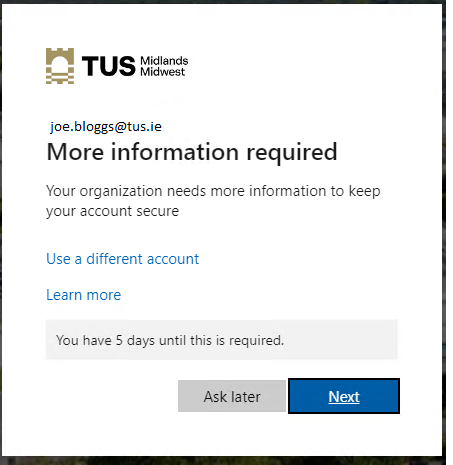 TUS Midlands
Midwest
joe.bloggs@tus.ie
More information required
Your organization needs more information to keep
your account secure
Use a different account
Learn more
You have 5 days until this is required.
Ask later Next